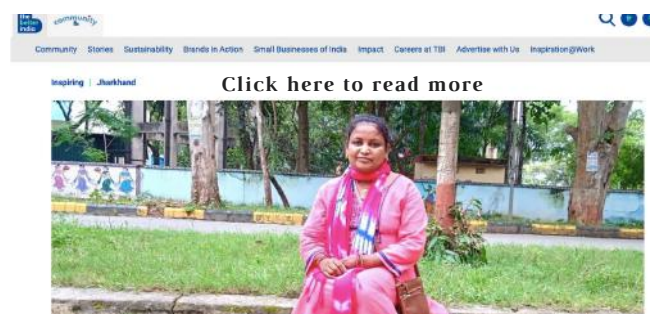 the
better
india
community
Community Stories Sustainability Brands in Action Small Businesses of India Impact Careers at TBI Advertise with Us Inspiration@Work
Inspiring | Jharkhand
Click here to read more